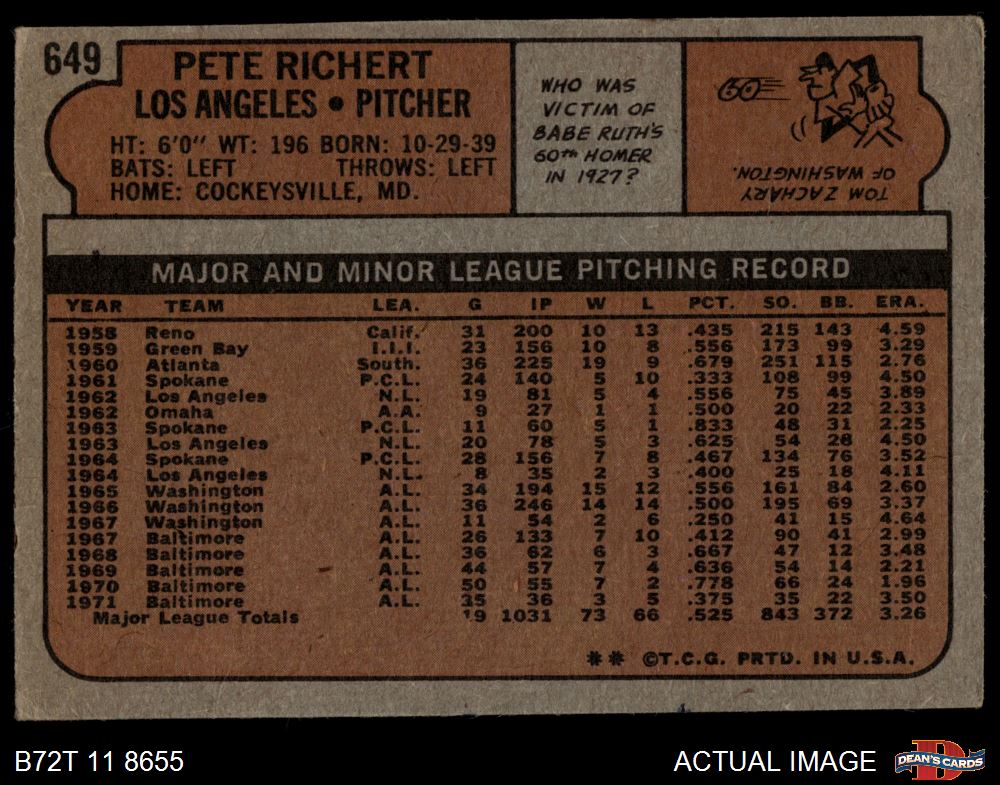 649
PETE RICHERT
LOS ANGELES • PITCHER
HT: 6'0" WT: 196 BORN: 10-29-39
BATS: LEFT THROWS: LEFT
HOME: COCKEYSVILLE, MD.
WHO WAS
VICTIM OF
BABE RUTH'S
60TH HOMER
IN 1927?
60
TOM ZACHARY
OF WASHINGTON.
MAJOR AND MINOR LEAGUE PITCHING RECORD
YEAR TEAM LEA. G IP W L PCT. SO. BB. ERA.
1958 Reno Calif. 31 200 10 13 .435 215 143 4.59
1959 Green Bay I.I.I. 23 156 10 8 .556 173 99 3.29
1960 Atlanta South. 36 225 19 9 .679 251 115 2.76
1961 Spokane P.C.L. 24 140 5 10 .333 108 99 4.50
1962 Los Angeles N.L. 19 81 5 4 .556 75 45 3.89
1962 Omaha A.A. 9 27 1 1 .500 20 22 2.33
1963 Spokane P.C.L. 11 60 5 1 .833 48 31 2.25
1963 Los Angeles N.L. 20 78 5 3 .625 54 28 4.50
1964 Spokane P.C.L. 28 156 7 8 .467 134 76 3.52
1964 Los Angeles N.L. 8 35 2 3 .400 25 18 4.11
1965 Washington A.L. 34 194 15 12 .556 161 84 2.60
1966 Washington A.L. 36 246 14 14 .500 195 69 3.37
1967 Washington A.L. 11 54 2 6 .250 41 15 4.64
1967 Baltimore A.L. 26 133 7 10 .412 90 41 2.99
1968 Baltimore A.L. 36 62 6 3 .667 47 12 3.48
1969 Baltimore A.L. 44 57 7 4 .636 54 14 2.21
1970 Baltimore A.L. 50 55 7 2 .778 66 24 1.96
1971 Baltimore A.L. 35 36 3 5 .375 35 22 3.50
Major League Totals 19 1031 73 66 .525 843 372 3.26
** ©T.C.G. PRTD. IN U.S.A.
B72T 11 8655
ACTUAL IMAGE
DEAN'S CARDS